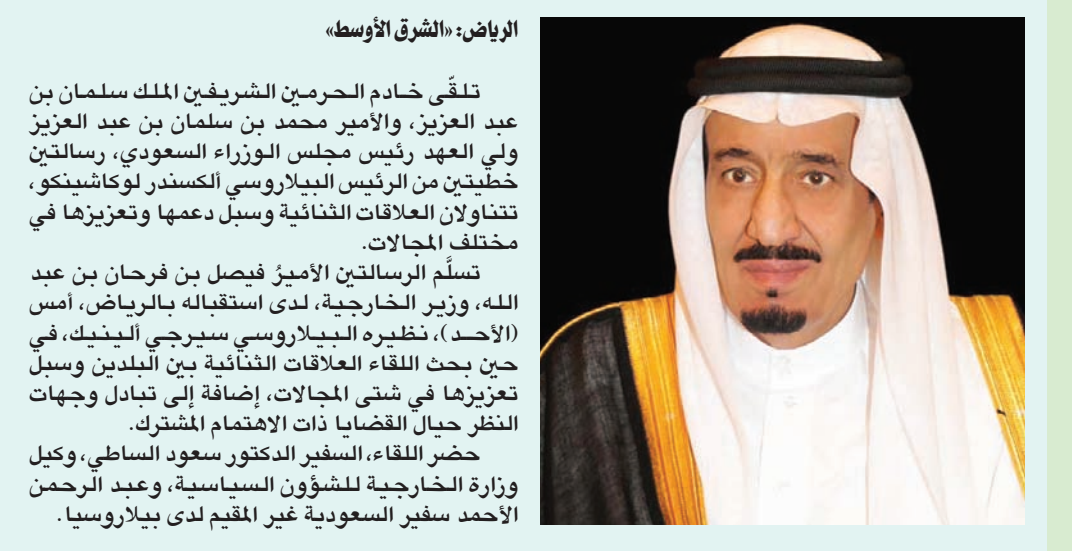 الرياض: «الشرق الأوسط»
تلقّى خادم الحرمين الشريفين الملك سلمان بن
عبد العزيز، والأمير محمد بن سلمان بن عبد العزيز
ولي العهد رئيس مجلس الوزراء السعودي، رسالتين
خطيتين من الرئيس البيلاروسي ألكسندر لوكاشينكو،
تتناولان العلاقات الثنائية وسبل دعمها وتعزيزها في
مختلف المجالات.
تسلَّم الرسالتين الأميرُ فيصل بن فرحان بن عبد
الله، وزير الخارجية، لدى استقباله بالرياض، أمس
(الأحد)، نظيره البيلاروسي سيرجي ألينيك، في
حين بحث اللقاء العلاقات الثنائية بين البلدين وسبل
تعزيزها في شتى المجالات، إضافة إلى تبادل وجهات
النظر حيال القضايا ذات الاهتمام المشترك.
حضر اللقاء، السفير الدكتور سعود الساطي، وكيل
وزارة الخارجية للشؤون السياسية، وعبد الرحمن
الأحمد سفير السعودية غير المقيم لدى بيلاروسيا.